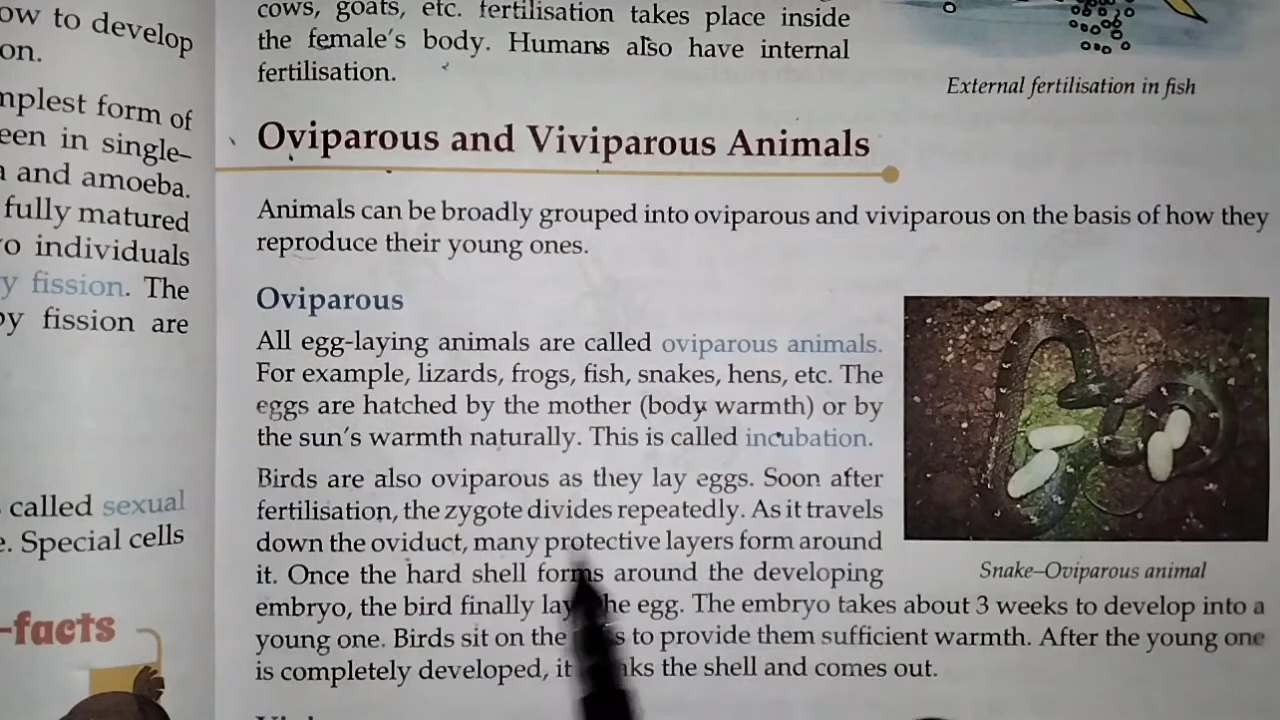 ow to develop
on.
mplest form of
een in single-
a and amoeba.
fully matured
o individuals
y fission. The
by fission are
called sexual
e. Special cells
-facts
cows, goats, etc. fertilisation takes place inside
the female's body. Humans also have internal
fertilisation.
External fertilisation in fish
Oviparous and Viviparous Animals
Animals can be broadly grouped into oviparous and viviparous on the basis of how they
reproduce their young ones.
Oviparous
All egg-laying animals are called oviparous animals.
For example, lizards, frogs, fish, snakes, hens, etc. The
eggs are hatched by the mother (body warmth) or by
the sun's warmth naturally. This is called incubation.
Birds are also oviparous as they lay eggs. Soon after
fertilisation, the zygote divides repeatedly. As it travels
down the oviduct, many protective layers form around
it. Once the hard shell forms around the developing
embryo, the bird finally lay he egg. The embryo takes about 3 weeks to develop into a
young one. Birds sit on the s to provide them sufficient warmth. After the young one
is completely developed, it aks the shell and comes out.
Snake–Oviparous animal